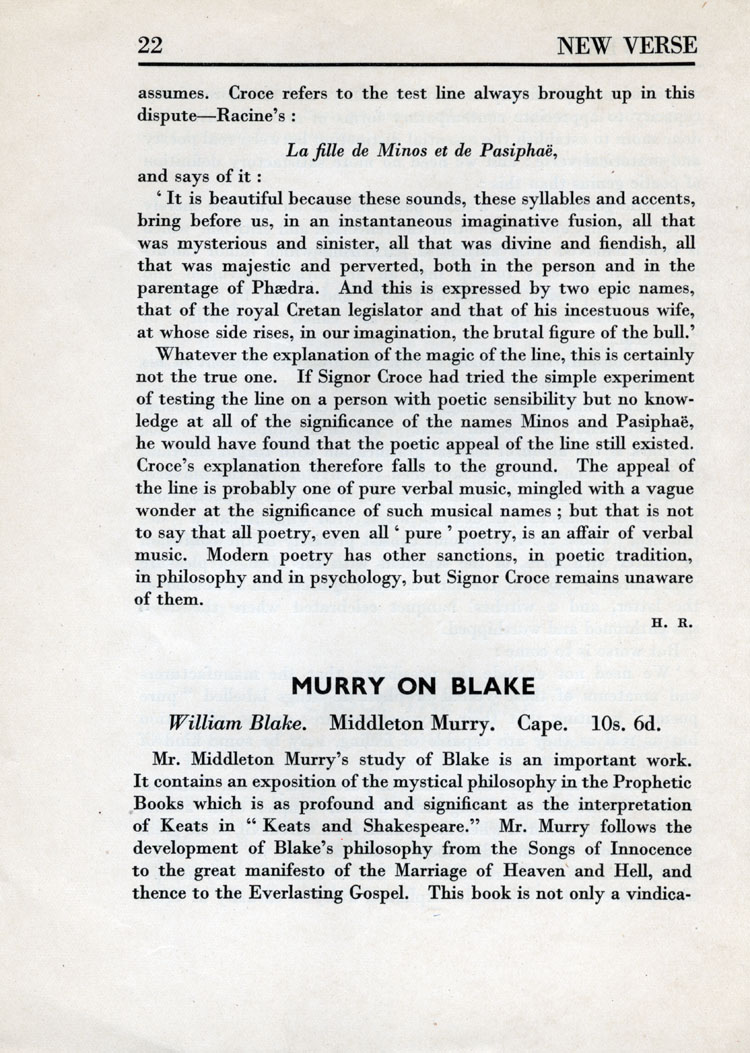 22 NEW VERSE
assumes. Croce refers to the test line always brought up in this
dispute—Racine's :
La fille de Minos et de Pasiphaë,
and says of it :
‘ It is beautiful because these sounds, these syllables and accents,
bring before us, in an instantaneous imaginative fusion, all that
was mysterious and sinister, all that was divine and fiendish, all
that was majestic and perverted, both in the person and in the
parentage of Phædra. And this is expressed by two epic names,
that of the royal Cretan legislator and that of his incestuous wife,
at whose side rises, in our imagination, the brutal figure of the bull.’
Whatever the explanation of the magic of the line, this is certainly
not the true one. If Signor Croce had tried the simple experiment
of testing the line on a person with poetic sensibility but no know-
ledge at all of the significance of the names Minos and Pasiphaë,
he would have found that the poetic appeal of the line still existed.
Croce's explanation therefore falls to the ground. The appeal of
the line is probably one of pure verbal music, mingled with a vague
wonder at the significance of such musical names ; but that is not
to say that all poetry, even all ‘ pure ’ poetry, is an affair of verbal
music. Modern poetry has other sanctions, in poetic tradition,
in philosophy and in psychology, but Signor Croce remains unaware
of them.
H. R.
MURRY ON BLAKE
William Blake. Middleton Murry. Cape. 10s. 6d.
Mr. Middleton Murry's study of Blake is an important work.
It contains an exposition of the mystical philosophy in the Prophetic
Books which is as profound and significant as the interpretation
of Keats in “ Keats and Shakespeare.” Mr. Murry follows the
development of Blake's philosophy from the Songs of Innocence
to the great manifesto of the Marriage of Heaven and Hell, and
thence to the Everlasting Gospel. This book is not only a vindica-